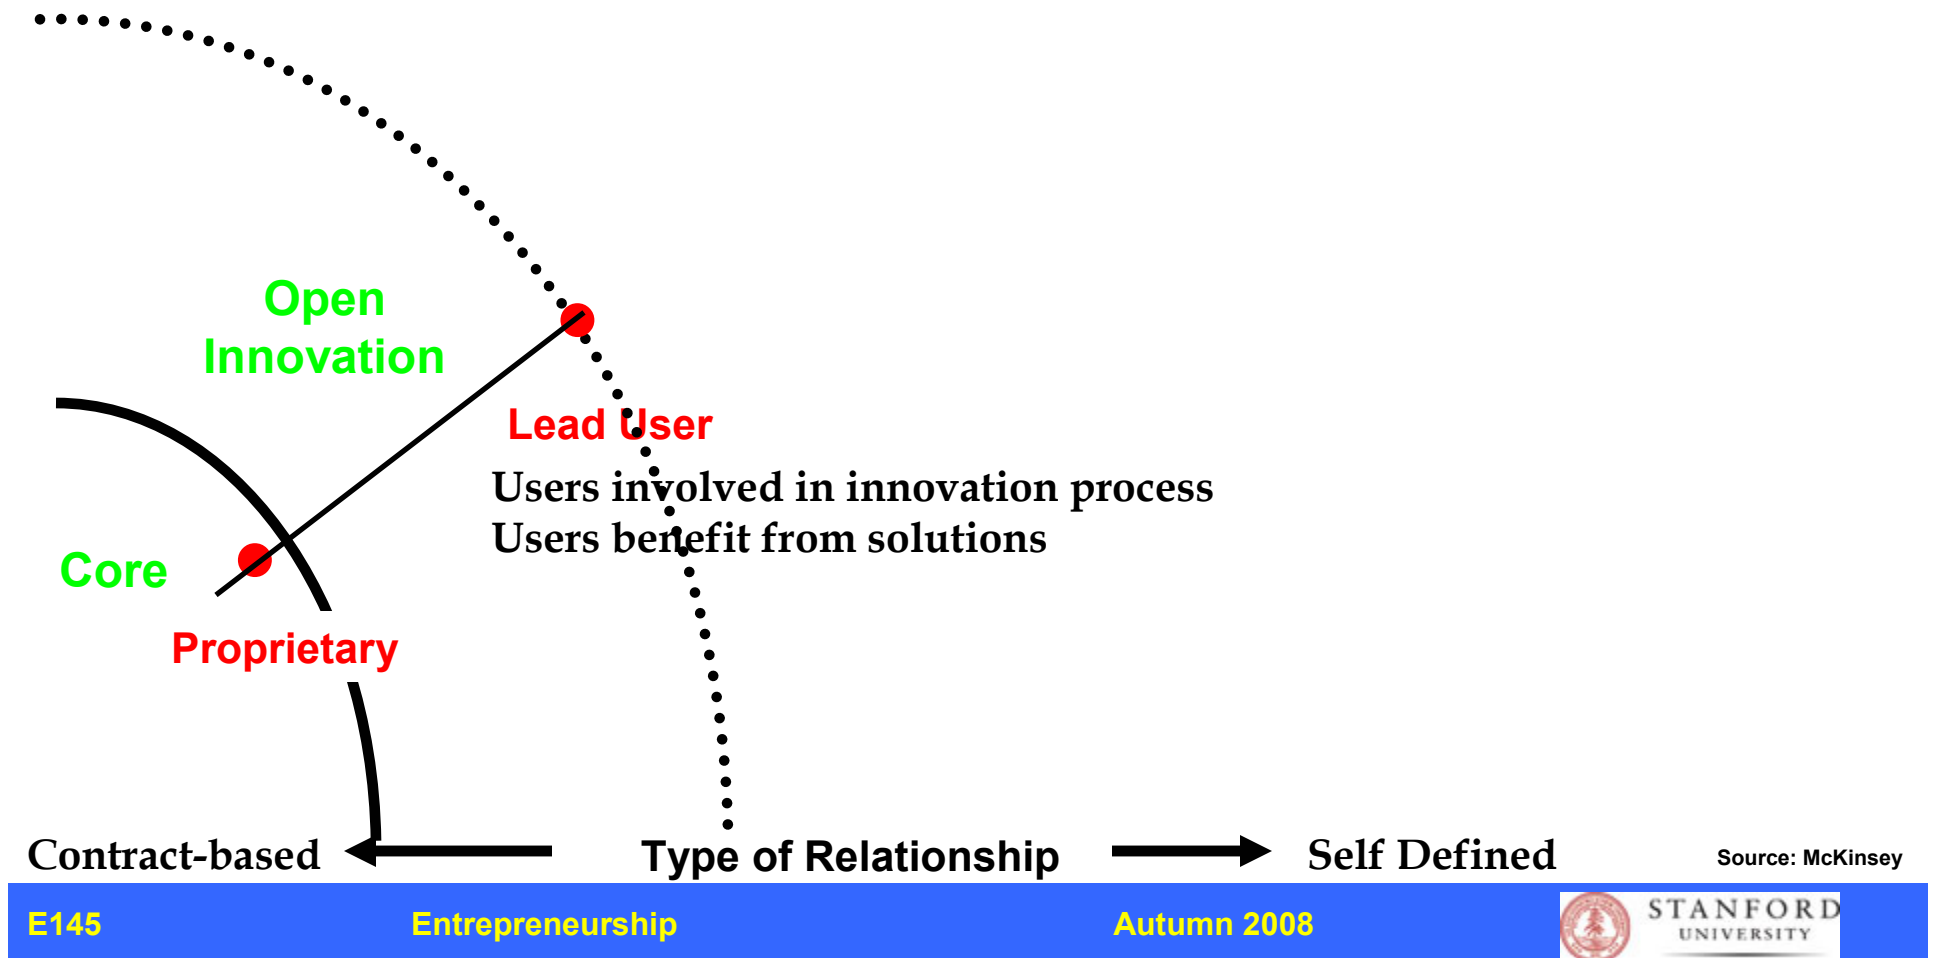 Open
Innovation
Lead User
Users involved in innovation process
Users benefit from solutions
Core
Proprietary
Contract-based
Type of Relationship
Self Defined
Source: McKinsey
E145
Entrepreneurship
Autumn 2008
STANFORD
UNIVERSITY